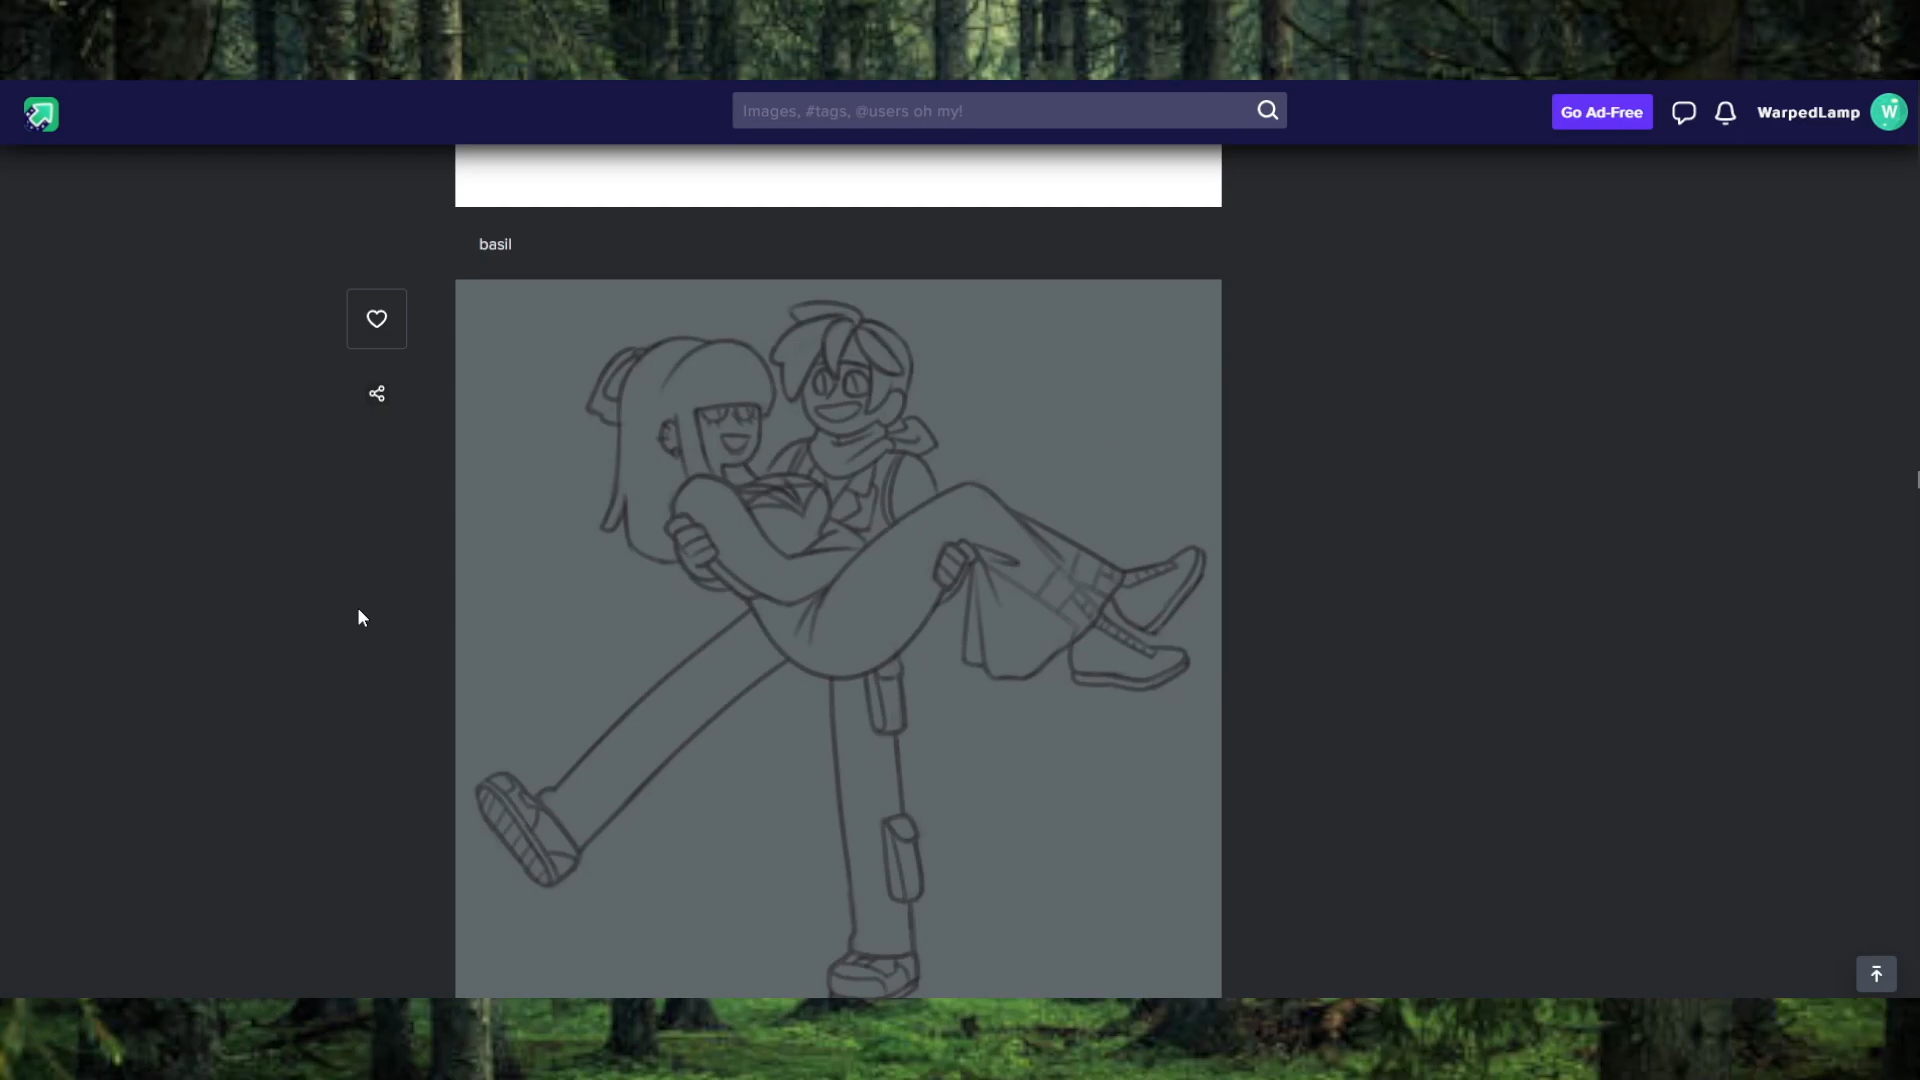 Images, #tags, @users oh my!
Go Ad-Free
WarpedLamp
W
basil